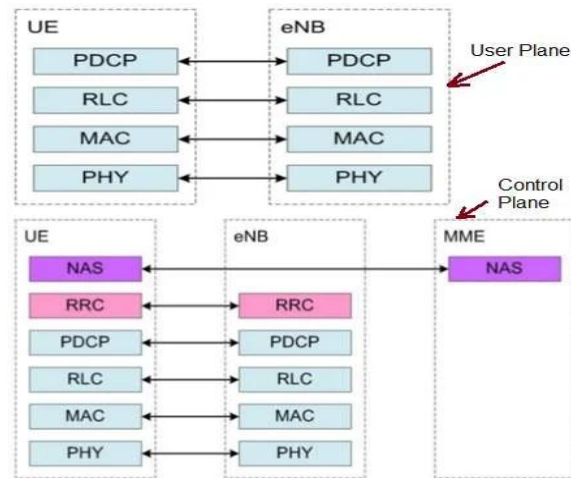 UE eNB
PDCP PDCP
User Plane
RLC RLC
MAC MAC
PHY PHY
Control
Plane
UE eNB MME
NAS NAS
RRC RRC
PDCP PDCP
RLC RLC
MAC MAC
PHY PHY